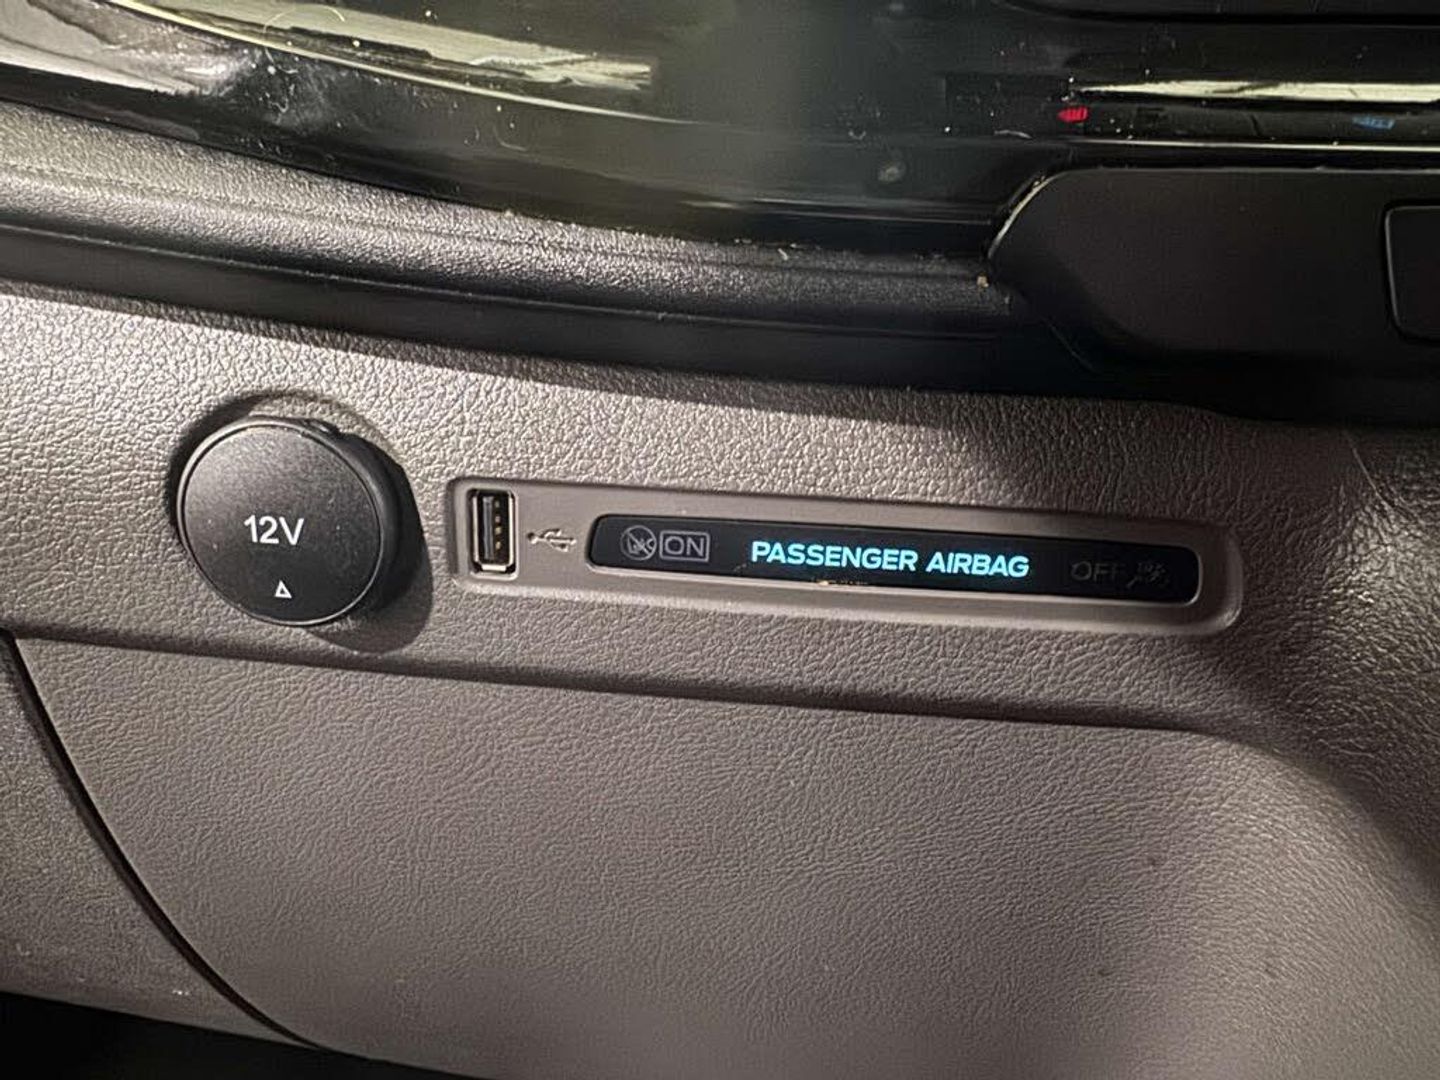 12V
ON PASSENGER AIRBAG OFF